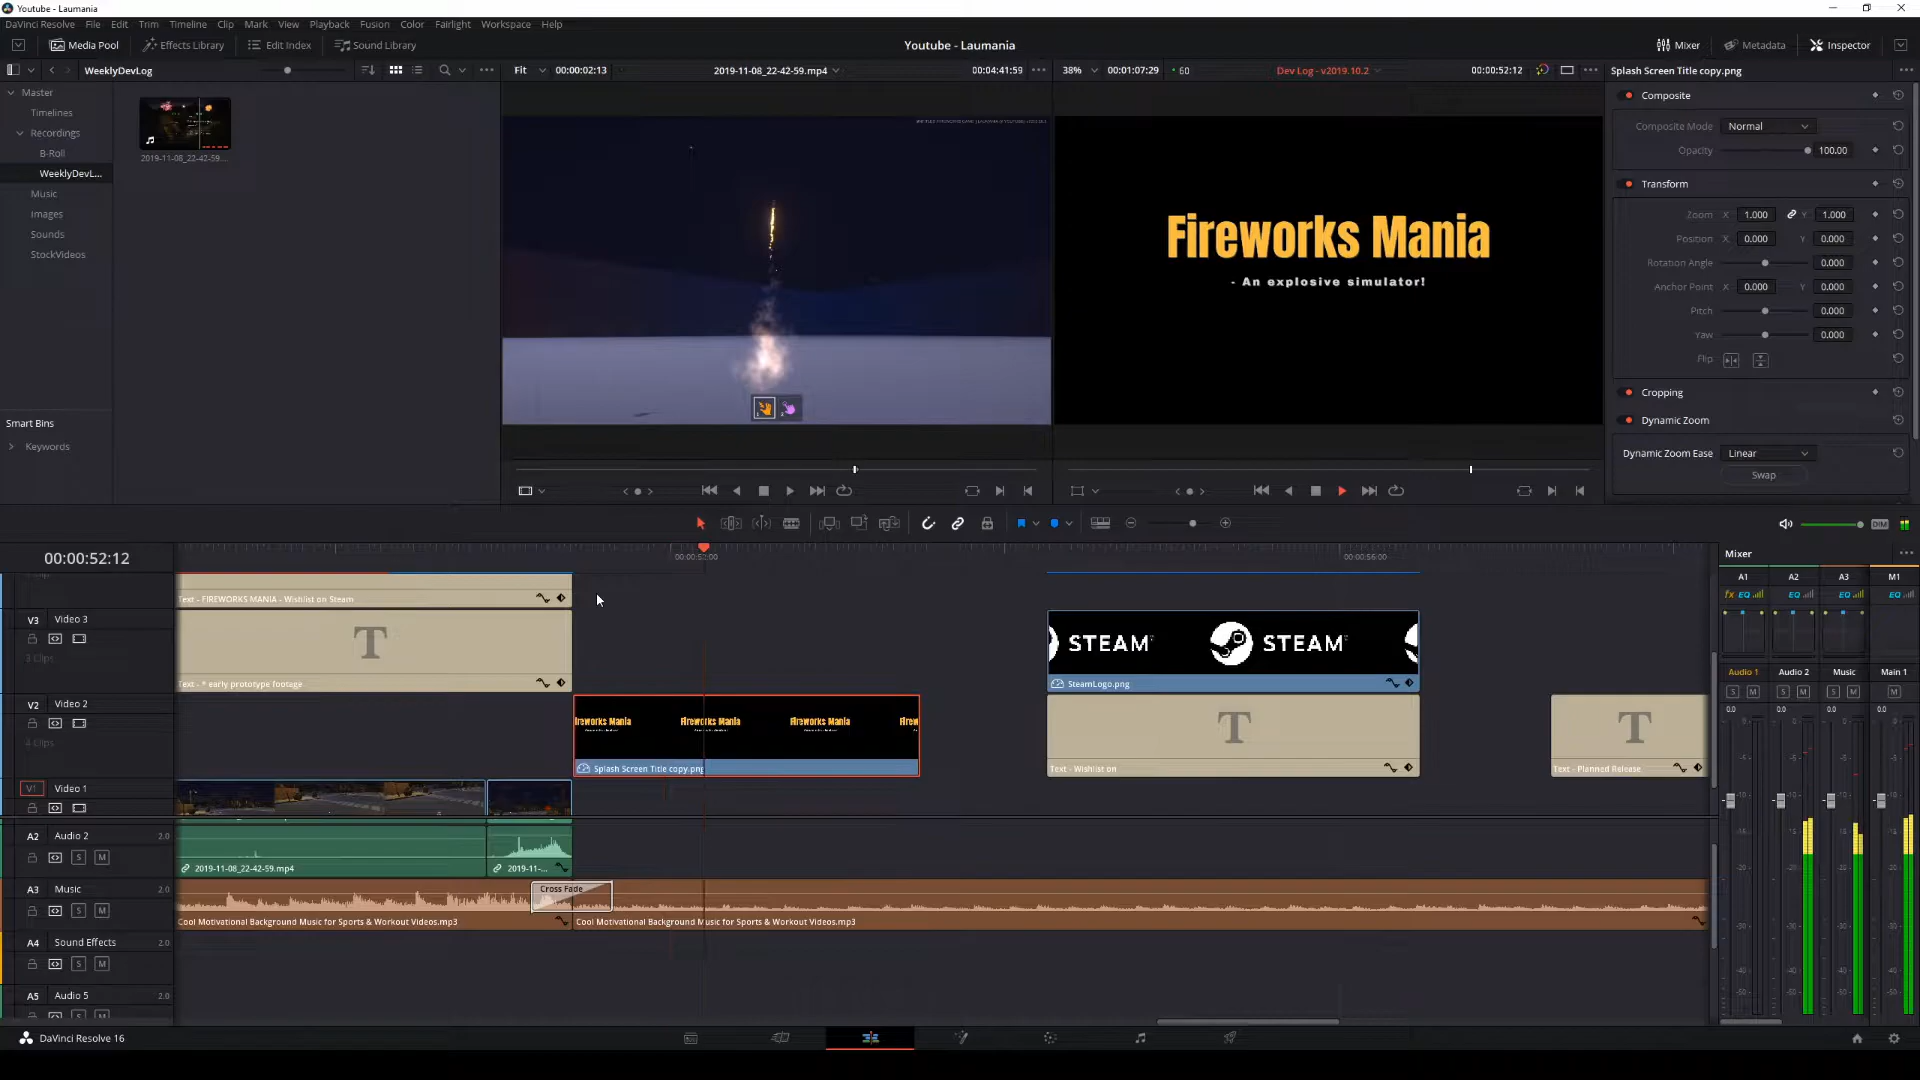 Youtube - Laumania
DaVinci Resolve File Edit Trim Timeline Clip Mark View Playback Fusion Color Fairlight Workspace Help
Media Pool Effects Library Edit Index Sound Library Youtube - Laumania Mixer Metadata Inspector
WeeklyDevLog Fit 00:00:02:13 2019-11-08_22-42-59.mp4 00:04:41:59 38% 00:01:07:29 60 Dev Log - v2019.10.2 00:00:52:12 Splash Screen Title copy.png
Master
Timelines
Recordings
B-Roll
WeeklyDevL...
Music
Images
Sounds
StockVideos
2019-11-08_22-42-59...
Smart Bins
Keywords
Fireworks Mania
- An explosive simulator!
Composite
Composite Mode Normal
Opacity 100.00
Transform
Zoom X 1.000 Y 1.000
Position X 0.000 Y 0.000
Rotation Angle 0.000
Anchor Point X 0.000 Y 0.000
Pitch 0.000
Yaw 0.000
Flip
Cropping
Dynamic Zoom
Dynamic Zoom Ease Linear
Swap
DIM
00:00:52:12
00:00:56:00
Text - FIREWORKS MANIA - Wishlist on Steam
V3 Video 3
3 Clips
T
Text - * early prototype footage
STEAM STEAM
SteamLogo.png
V2 Video 2
4 Clips
ireworks Mania Fireworks Mania Fireworks Mania Firew
Splash Screen Title copy.png
T
Text - Wishlist on
T
Text - Planned Release
V1 Video 1
A2 Audio 2 2.0
S M
2019-11-08_22-42-59.mp4
2019-11-...
A3 Music 2.0
S M
Cross Fade
Cool Motivational Background Music for Sports & Workout Videos.mp3
Cool Motivational Background Music for Sports & Workout Videos.mp3
A4 Sound Effects 2.0
S M
A5 Audio 5 2.0
S M
Mixer
A1 A2 A3 M1
fx EQ EQ EQ EQ
Audio 1 Audio 2 Music Main 1
S M S M S M M
0.0 0.0 0.0 0.0
DaVinci Resolve 16